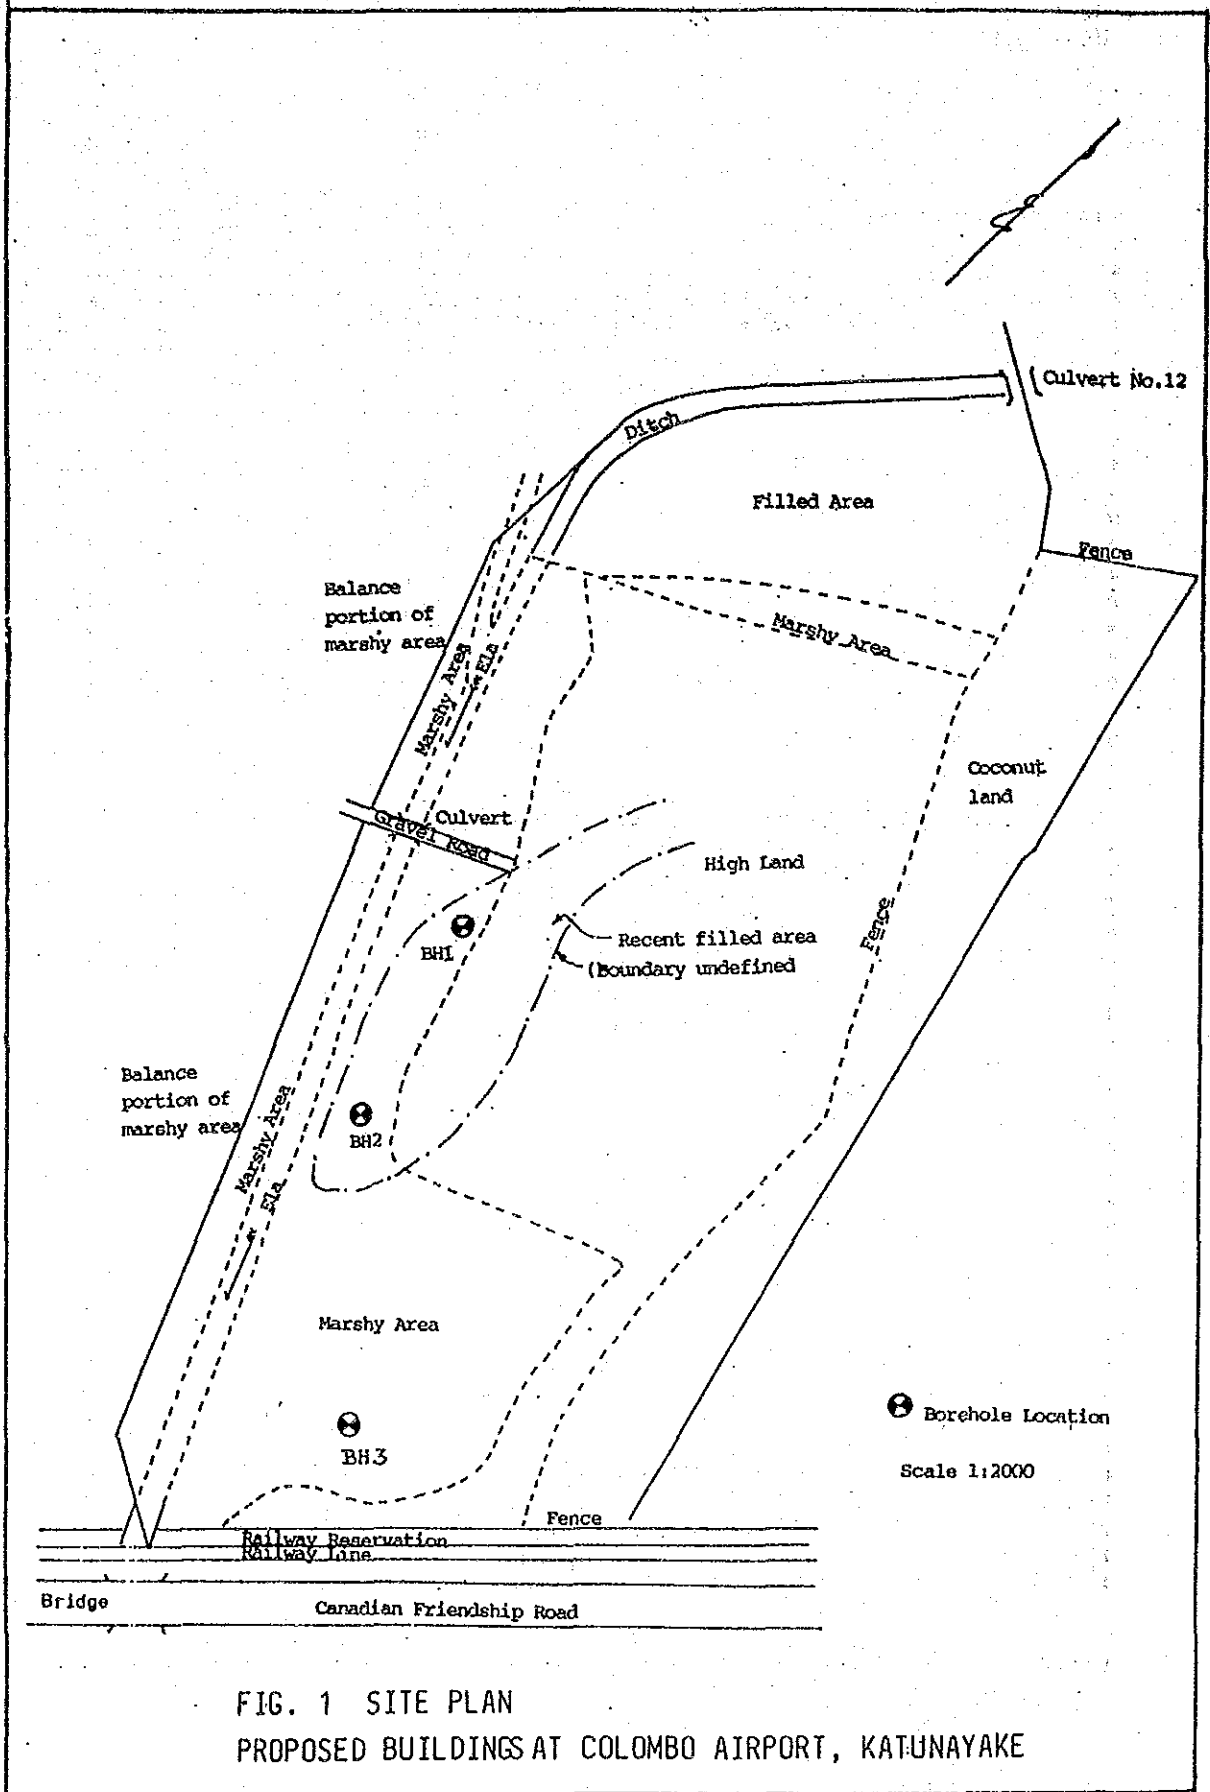 Culvert No.12
Ditch
Filled Area
Fence
Balance
portion of
marshy area
Marshy Area
Marshy Area
Ela
Coconut
land
Culvert
Gravel Road
High Land
Fence
Recent filled area
(Boundary undefined
BH1
Balance
portion of
marshy area
Marshy Area
Ela
BH2
Marshy Area
Borehole Location
BH3
Scale 1:2000
Fence
Railway Reservation
Railway Line
Bridge
Canadian Friendship Road
FIG. 1 SITE PLAN
PROPOSED BUILDINGS AT COLOMBO AIRPORT, KATUNAYAKE